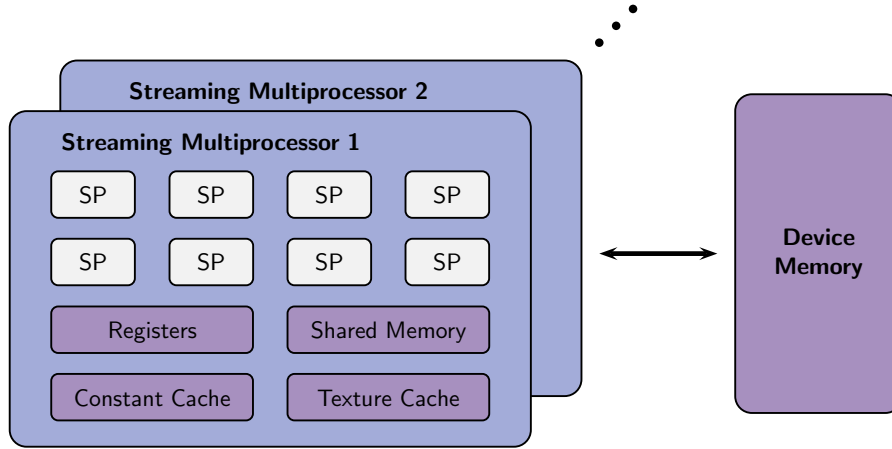 Streaming Multiprocessor 2
Streaming Multiprocessor 1
SP SP SP SP
SP SP SP SP
Registers Shared Memory
Constant Cache Texture Cache
Device
Memory